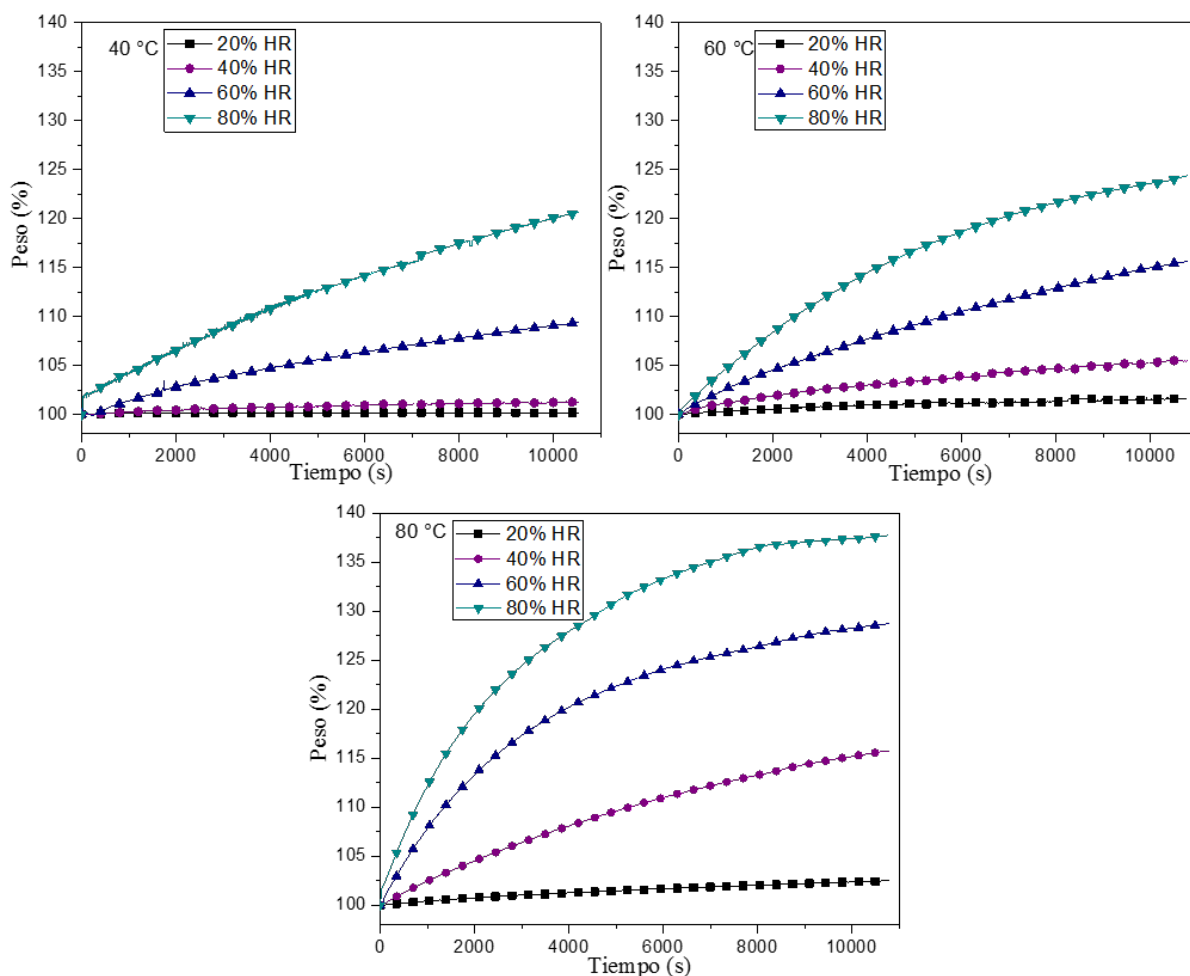 40 °C
20% HR
40% HR
60% HR
80% HR
140
135
130
125
120
115
110
105
100
Peso (%)
0 2000 4000 6000 8000 10000
Tiempo (s)
60 °C
20% HR
40% HR
60% HR
80% HR
140
135
130
125
120
115
110
105
100
Peso (%)
0 2000 4000 6000 8000 10000
Tiempo (s)
80 °C
20% HR
40% HR
60% HR
80% HR
140
135
130
125
120
115
110
105
100
Peso (%)
0 2000 4000 6000 8000 10000
Tiempo (s)